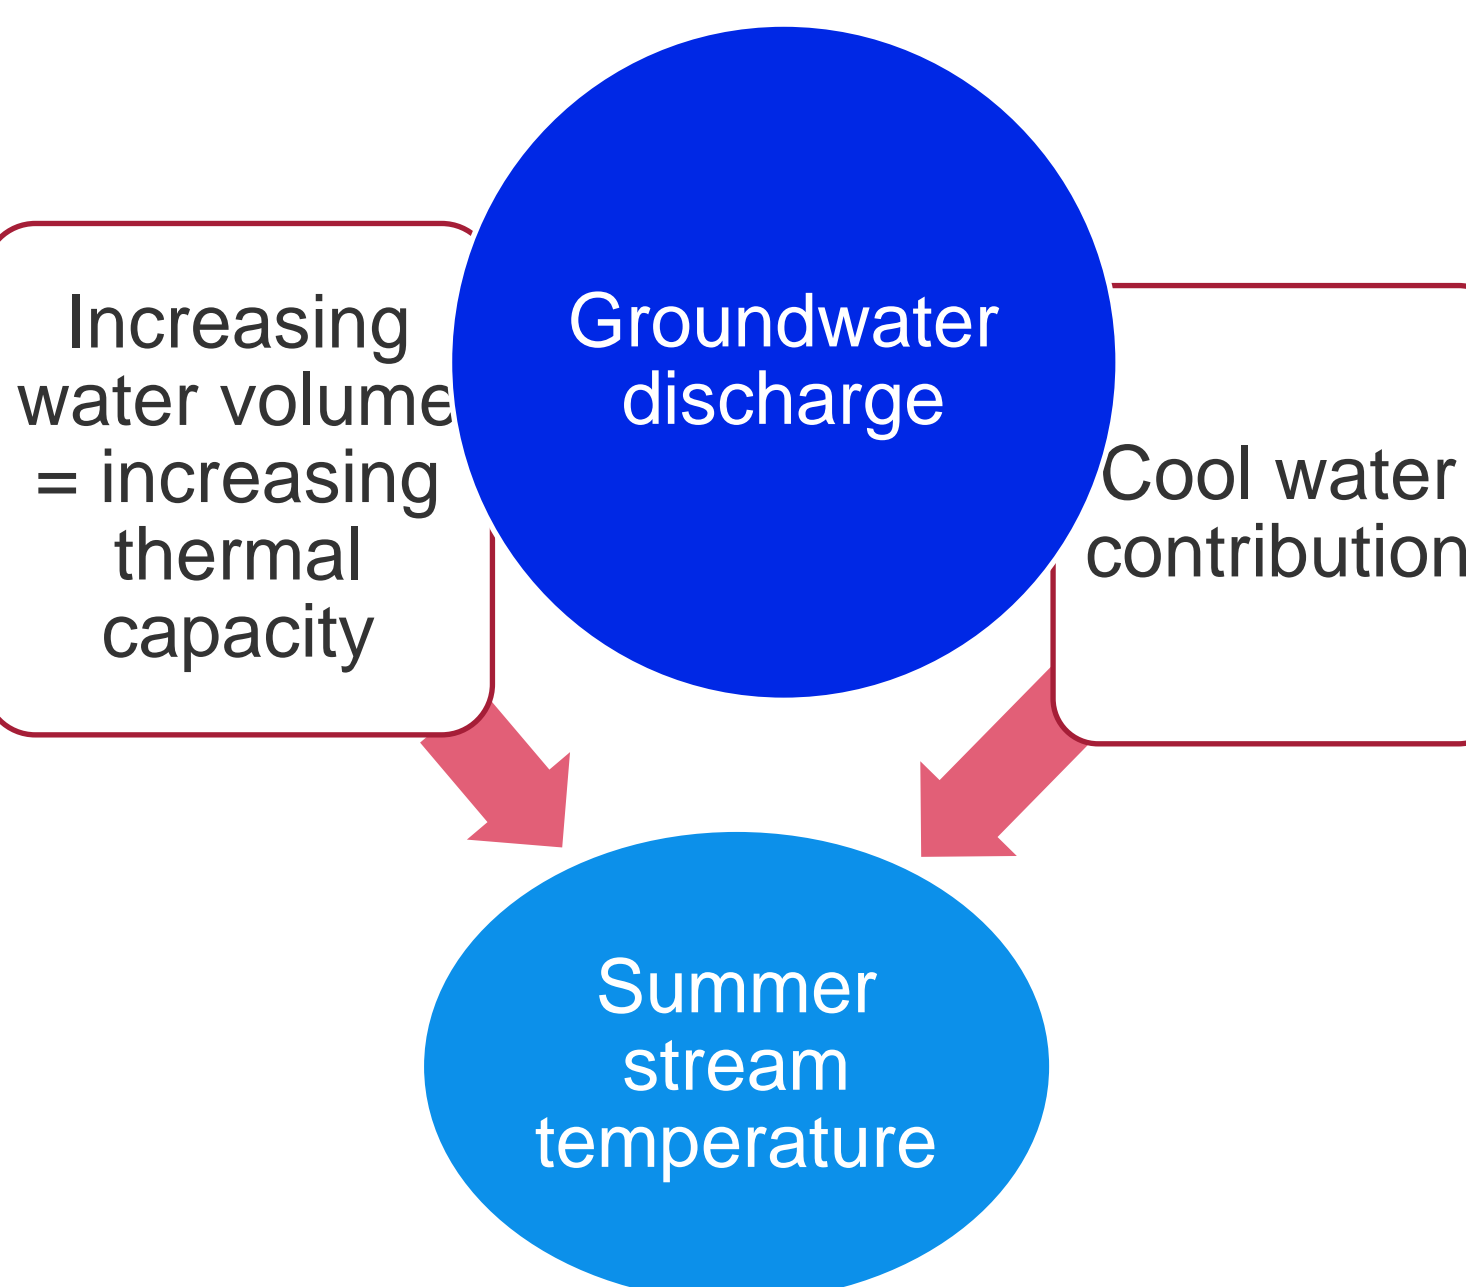 Increasing
water volume
= increasing
thermal
capacity
Groundwater
discharge
Cool water
contribution
Summer
stream
temperature